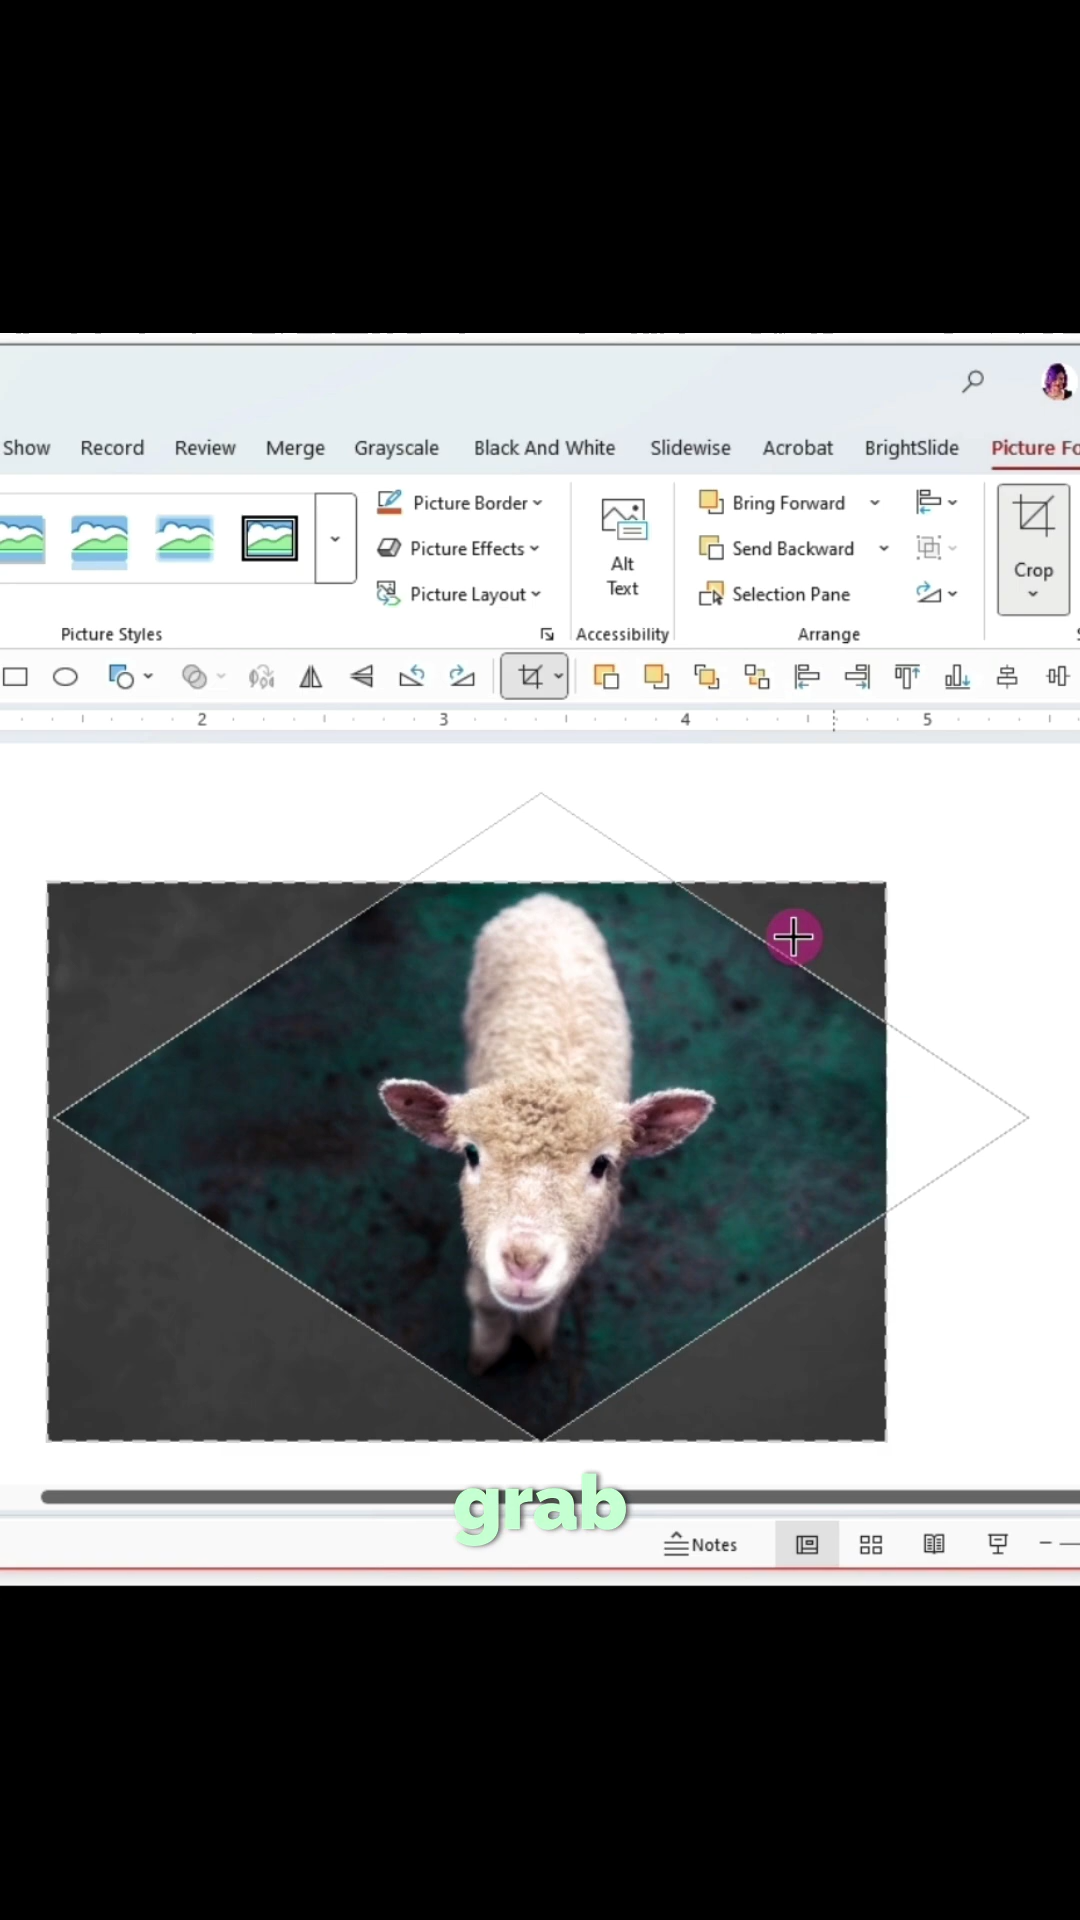 Show Record Review Merge Grayscale Black And White Slidewise Acrobat BrightSlide Picture Fo
Picture Border
Picture Effects
Picture Layout
Alt
Text
Bring Forward
Send Backward
Selection Pane
Crop
Picture Styles
Accessibility
Arrange
2 3 4 5
grab
Notes